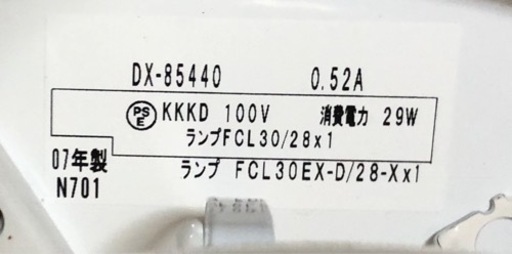 DX-85440 0.52A
PSE KKKD 100V 消費電力 29W
ランプFCL30/28x1
07年製 ランプ FCL30EX-D/28-Xx1
N701